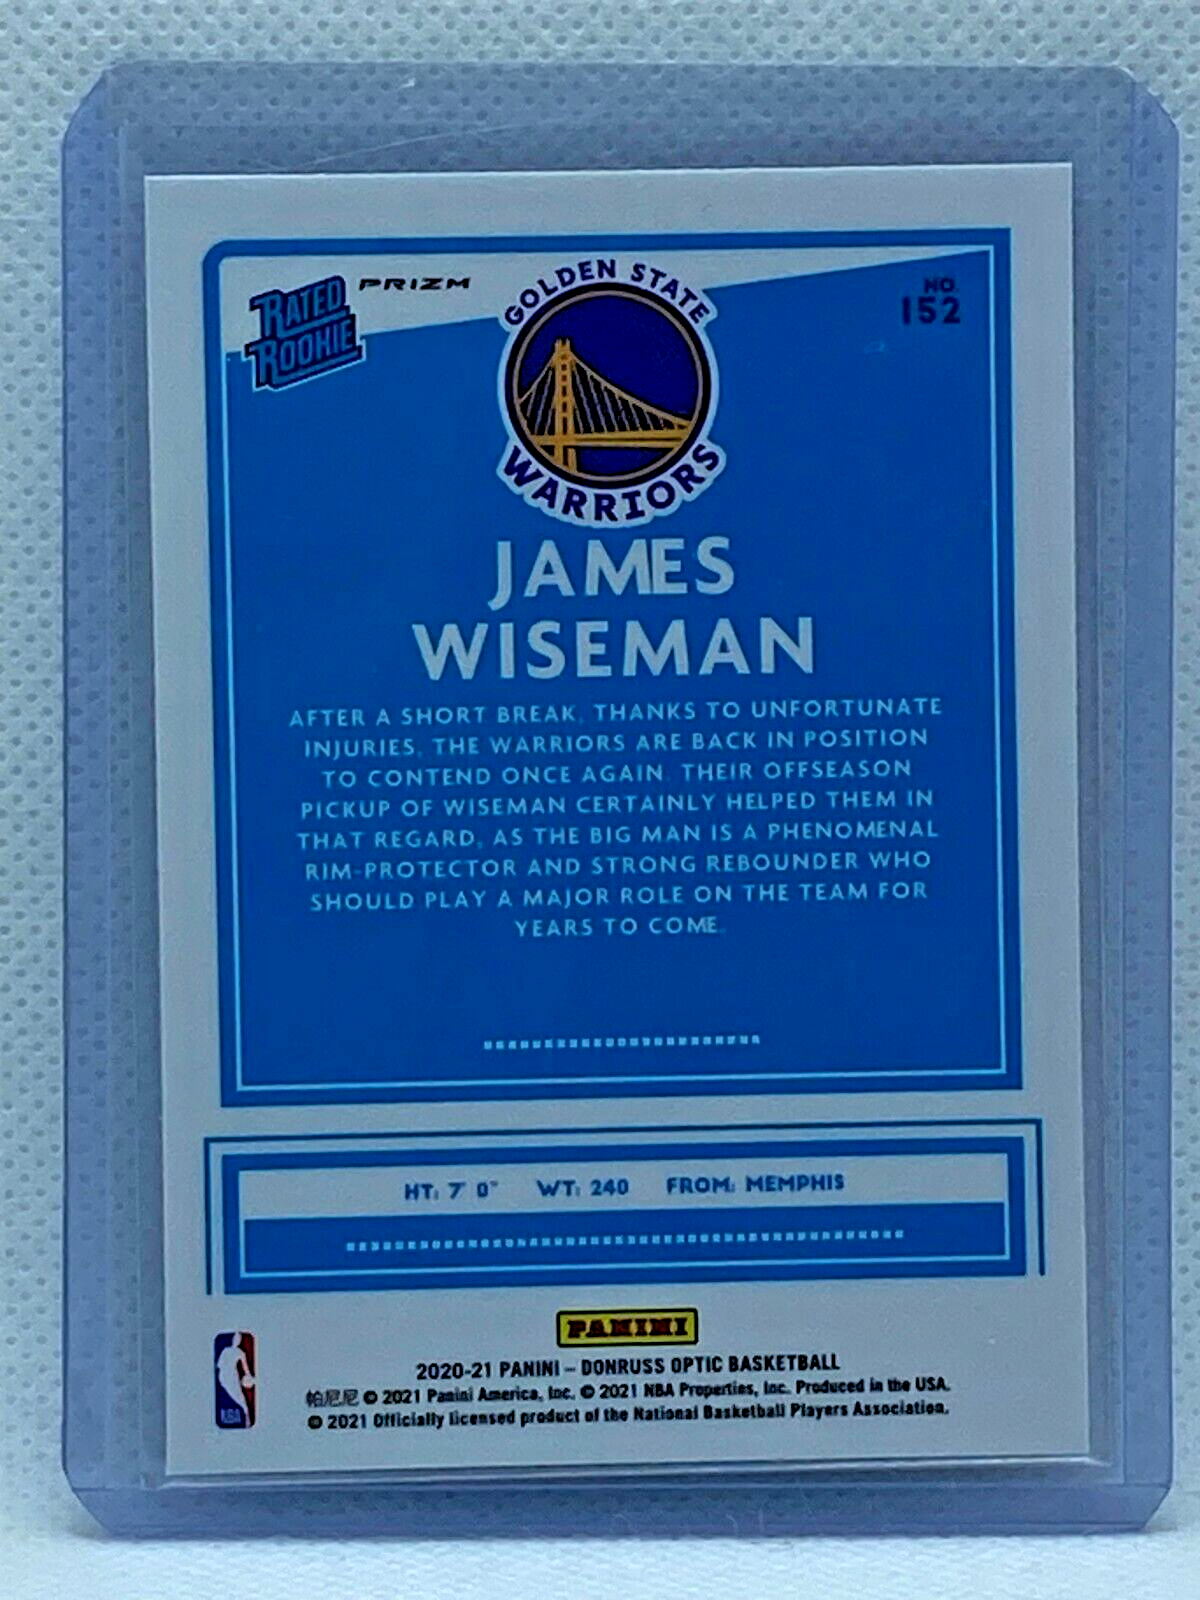 RATED
ROOKIE
PRIZM
GOLDEN STATE
WARRIORS
NO.
152
JAMES
WISEMAN
AFTER A SHORT BREAK, THANKS TO UNFORTUNATE
INJURIES, THE WARRIORS ARE BACK IN POSITION
TO CONTEND ONCE AGAIN. THEIR OFFSEASON
PICKUP OF WISEMAN CERTAINLY HELPED THEM IN
THAT REGARD, AS THE BIG MAN IS A PHENOMENAL
RIM-PROTECTOR AND STRONG REBOUNDER WHO
SHOULD PLAY A MAJOR ROLE ON THE TEAM FOR
YEARS TO COME.
HT: 7' 0" WT: 240 FROM: MEMPHIS
PANINI
2020-21 PANINI – DONRUSS OPTIC BASKETBALL
帕尼尼 © 2021 Panini America, Inc. © 2021 NBA Properties, Inc. Produced in the USA.
© 2021 Officially licensed product of the National Basketball Players Association.
NBA